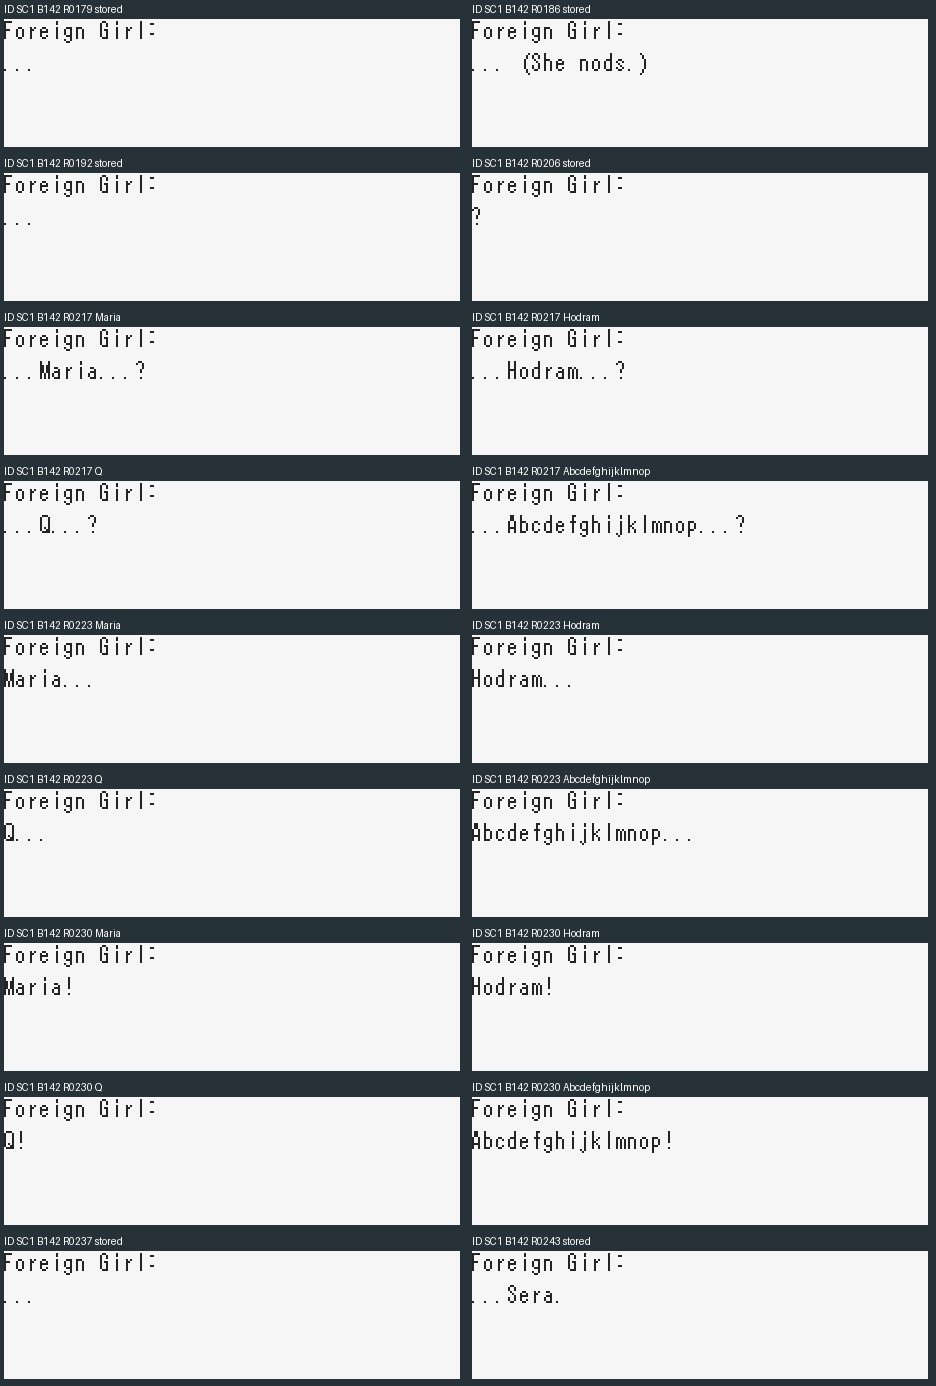 ID SC1 B142 R0179 stored
Foreign Girl:
...
ID SC1 B142 R0186 stored
Foreign Girl:
... (She nods.)
ID SC1 B142 R0192 stored
Foreign Girl:
...
ID SC1 B142 R0206 stored
Foreign Girl:
?
ID SC1 B142 R0217 Maria
Foreign Girl:
...Maria...?
ID SC1 B142 R0217 Hodram
Foreign Girl:
...Hodram...?
ID SC1 B142 R0217 Q
Foreign Girl:
...Q...?
ID SC1 B142 R0217 Abcdefghijklmnop
Foreign Girl:
...Abcdefghijklmnop...?
ID SC1 B142 R0223 Maria
Foreign Girl:
Maria...
ID SC1 B142 R0223 Hodram
Foreign Girl:
Hodram...
ID SC1 B142 R0223 Q
Foreign Girl:
Q...
ID SC1 B142 R0223 Abcdefghijklmnop
Foreign Girl:
Abcdefghijklmnop...
ID SC1 B142 R0230 Maria
Foreign Girl:
Maria!
ID SC1 B142 R0230 Hodram
Foreign Girl:
Hodram!
ID SC1 B142 R0230 Q
Foreign Girl:
Q!
ID SC1 B142 R0230 Abcdefghijklmnop
Foreign Girl:
Abcdefghijklmnop!
ID SC1 B142 R0237 stored
Foreign Girl:
...
ID SC1 B142 R0243 stored
Foreign Girl:
...Sera.